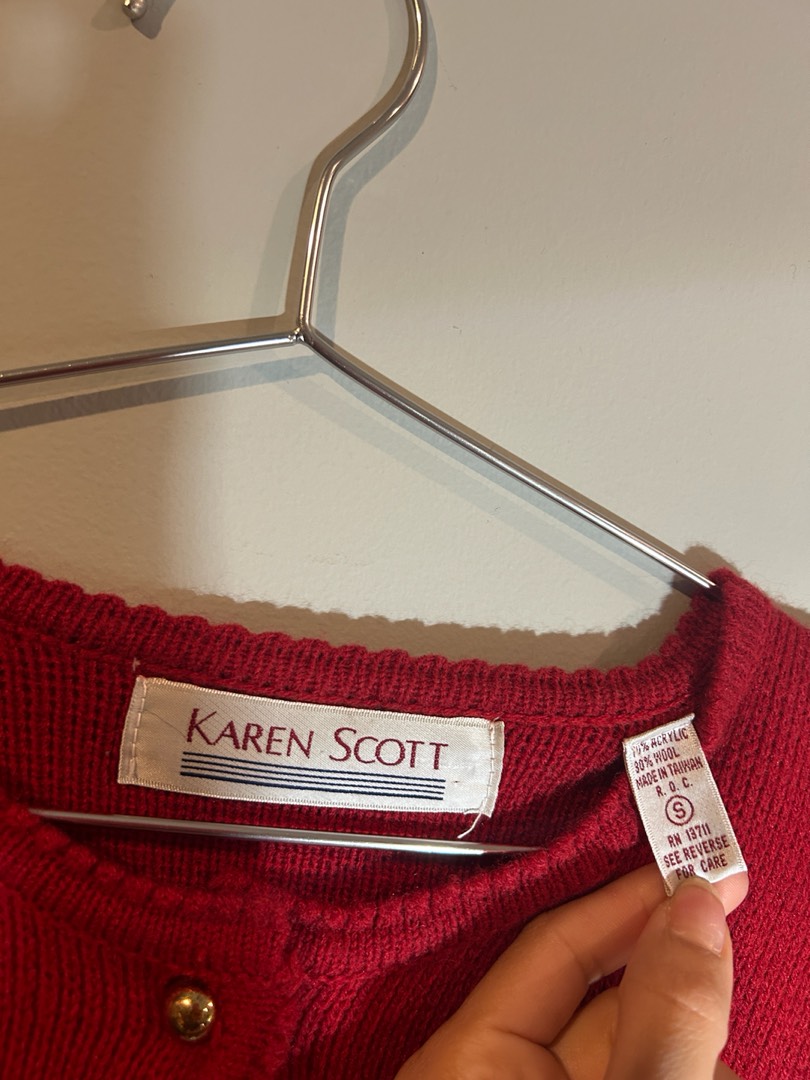 KAREN SCOTT
70% ACRYLIC
30% WOOL
MADE IN TAIWAN
R. O. C.
S
RN 13711
SEE REVERSE
FOR CARE